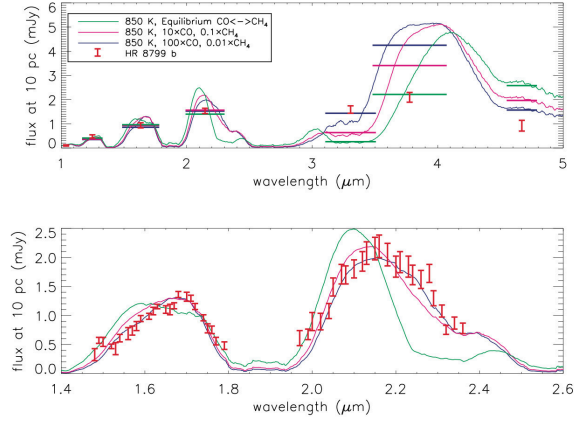 850 K, Equilibrium CO<->CH₄
850 K, 10×CO, 0.1×CH₄
850 K, 100×CO, 0.01×CH₄
HR 8799 b
flux at 10 pc (mJy)
6
5
4
3
2
1
0
1 2 3 4 5
wavelength (μm)
flux at 10 pc (mJy)
2.5
2.0
1.5
1.0
0.5
0.0
1.4 1.6 1.8 2.0 2.2 2.4 2.6
wavelength (μm)